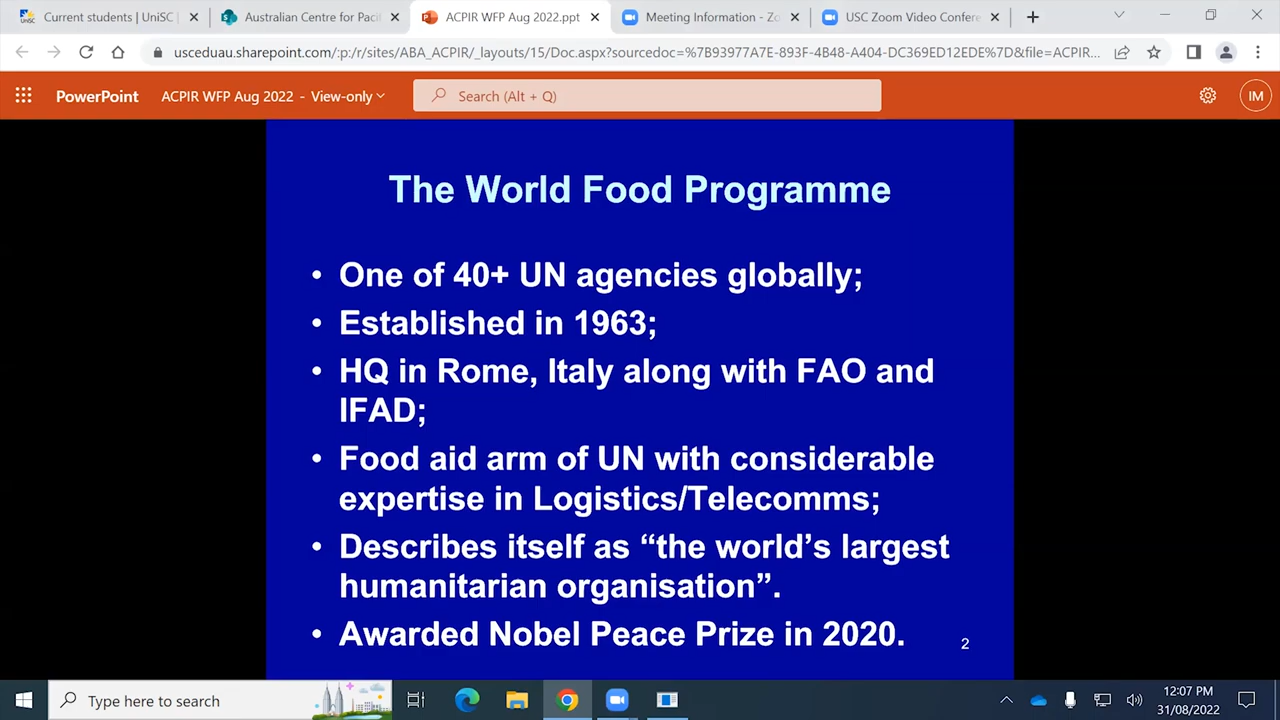 Current students | UniSC |
Australian Centre for Pacif
ACPIR WFP Aug 2022.ppt
Meeting Information - Zo
USC Zoom Video Confere
usceduau.sharepoint.com/:p:/r/sites/ABA_ACPIR/_layouts/15/Doc.aspx?sourcedoc=%7B93977A7E-893F-4B48-A404-DC369ED12EDE%7D&file=ACPIR...
PowerPoint
ACPIR WFP Aug 2022 - View-only
Search (Alt + Q)
IM
The World Food Programme
• One of 40+ UN agencies globally;
• Established in 1963;
• HQ in Rome, Italy along with FAO and
IFAD;
• Food aid arm of UN with considerable
expertise in Logistics/Telecomms;
• Describes itself as “the world’s largest
humanitarian organisation”.
• Awarded Nobel Peace Prize in 2020.
2
Type here to search
12:07 PM
31/08/2022